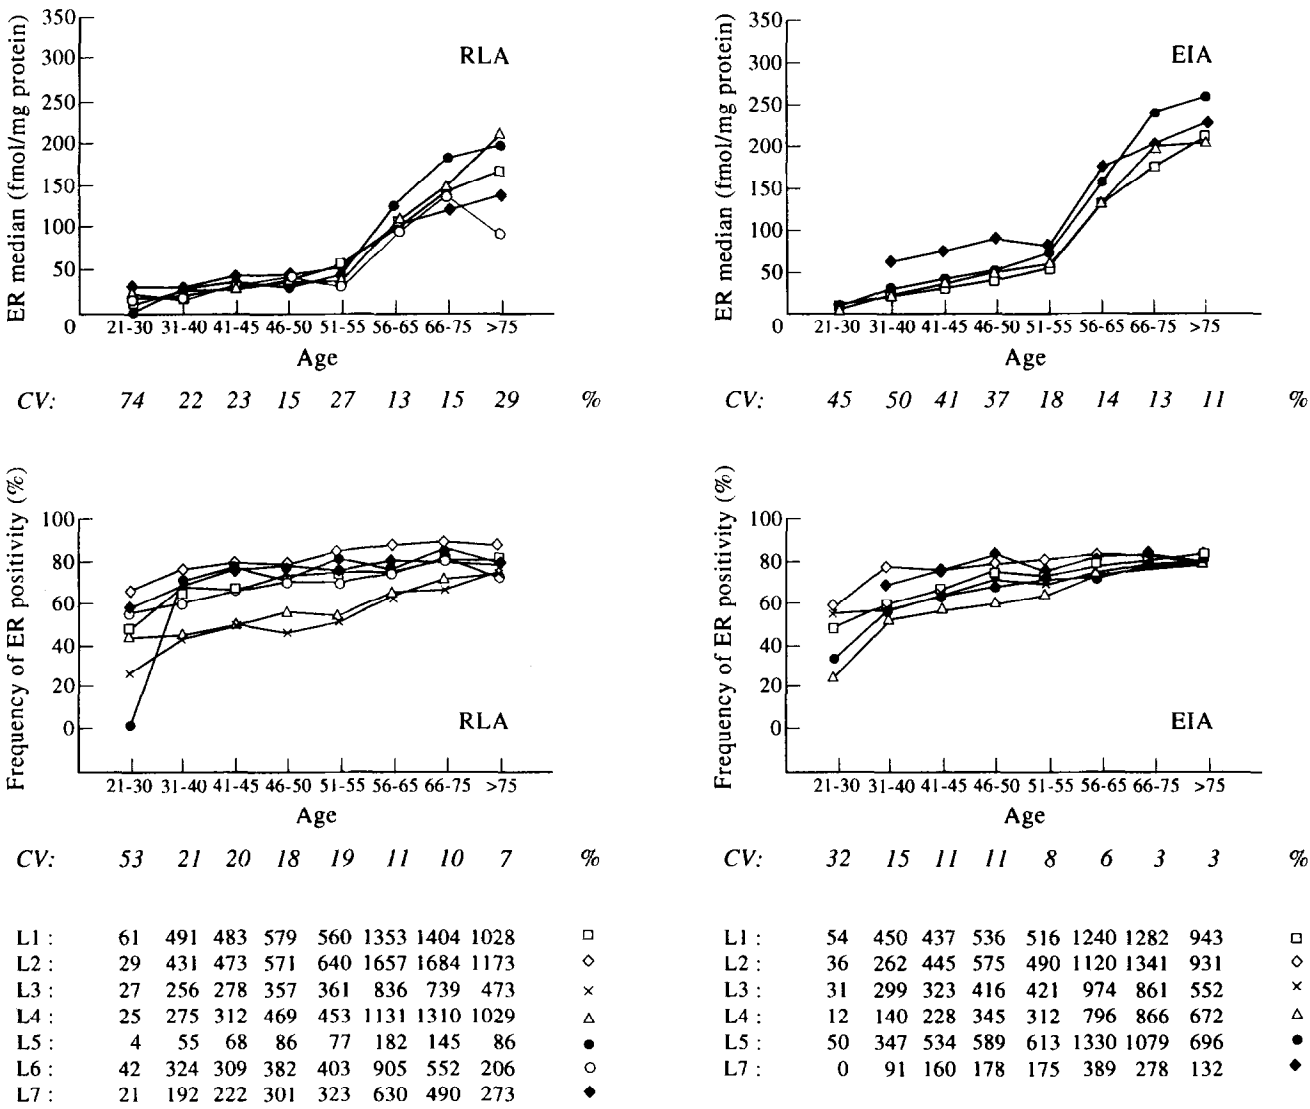 ER median (fmol/mg protein)
350
300
250
200
150
100
50
0
RLA
21-30 31-40 41-45 46-50 51-55 56-65 66-75 >75
Age
CV: 74 22 23 15 27 13 15 29 %
ER median (fmol/mg protein)
350
300
250
200
150
100
50
0
EIA
21-30 31-40 41-45 46-50 51-55 56-65 66-75 >75
Age
CV: 45 50 41 37 18 14 13 11 %
Frequency of ER positivity (%)
100
80
60
40
20
0
RLA
21-30 31-40 41-45 46-50 51-55 56-65 66-75 >75
Age
CV: 53 21 20 18 19 11 10 7 %
Frequency of ER positivity (%)
100
80
60
40
20
0
EIA
21-30 31-40 41-45 46-50 51-55 56-65 66-75 >75
Age
CV: 32 15 11 11 8 6 3 3 %
L1 : 61 491 483 579 560 1353 1404 1028
L2 : 29 431 473 571 640 1657 1684 1173
L3 : 27 256 278 357 361 836 739 473
L4 : 25 275 312 469 453 1131 1310 1029
L5 : 4 55 68 86 77 182 145 86
L6 : 42 324 309 382 403 905 552 206
L7 : 21 192 222 301 323 630 490 273
L1 : 54 450 437 536 516 1240 1282 943
L2 : 36 262 445 575 490 1120 1341 931
L3 : 31 299 323 416 421 974 861 552
L4 : 12 140 228 345 312 796 866 672
L5 : 50 347 534 589 613 1330 1079 696
L7 : 0 91 160 178 175 389 278 132